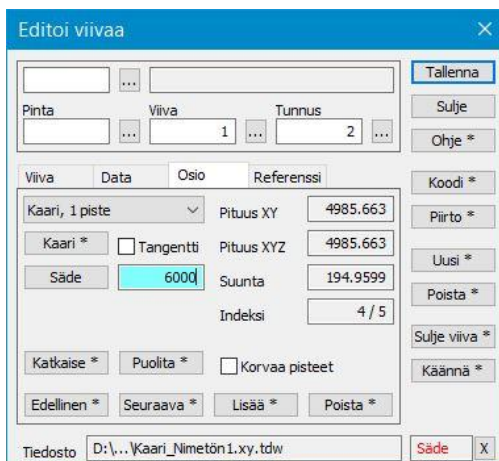 Editoi viivaa
...
Pinta Viiva Tunnus
... 1 ... 2 ...
Viiva Data Osio Referenssi
Kaari, 1 piste Pituus XY 4985.663
Kaari * Tangentti Pituus XYZ 4985.663
Säde 6000 Suunta 194.9599
Indeksi 4 / 5
Katkaise * Puolita * Korvaa pisteet
Edellinen * Seuraava * Lisää * Poista *
Tiedosto D:\...\Kaari_Nimetön1.xy.tdw Säde X
Tallenna
Sulje
Ohje *
Koodi *
Piirto *
Uusi *
Poista *
Sulje viiva *
Käännä *